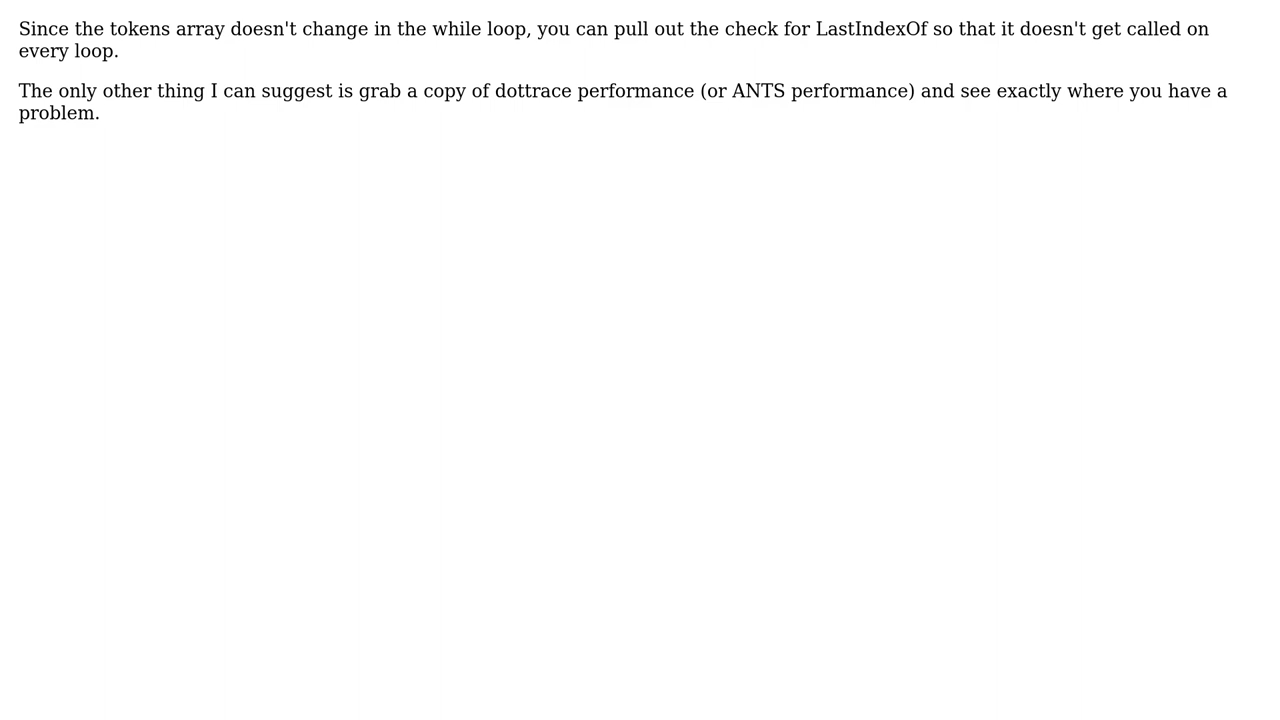 Since the tokens array doesn't change in the while loop, you can pull out the check for LastIndexOf so that it doesn't get called on
every loop.
The only other thing I can suggest is grab a copy of dottrace performance (or ANTS performance) and see exactly where you have a
problem.